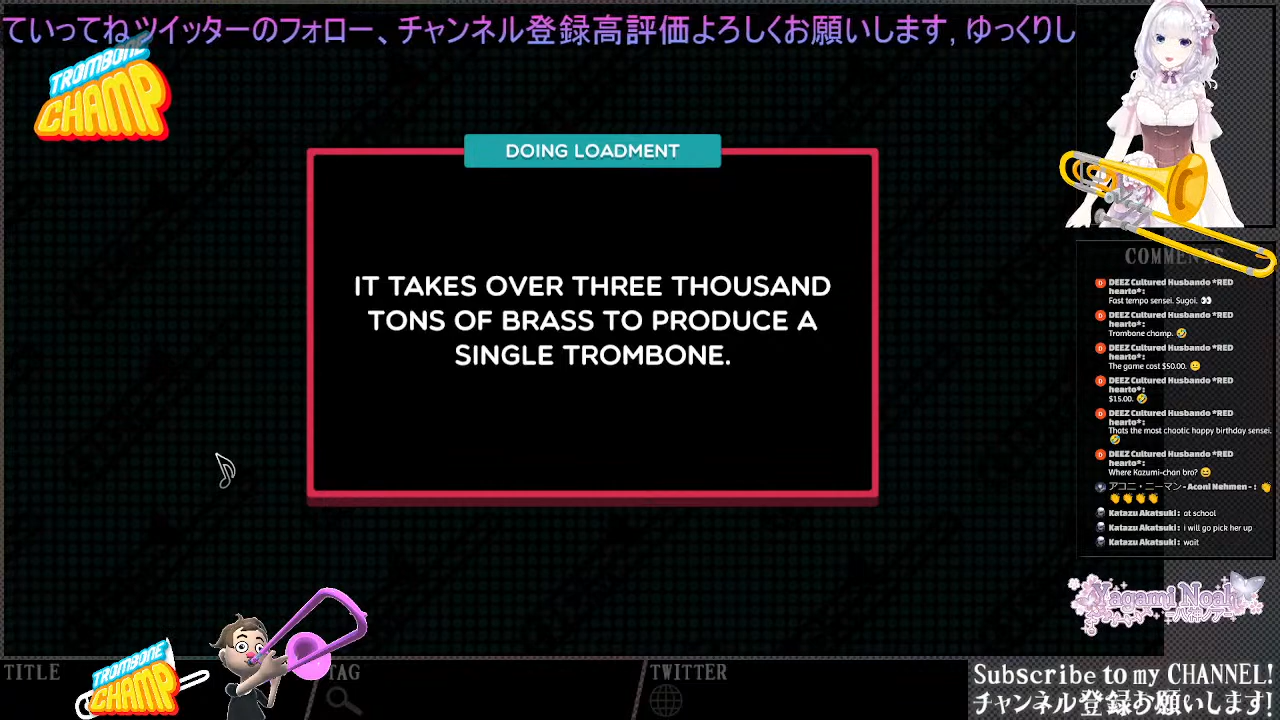 ていってね,ツイッターのフォロー、チャンネル登録高評価よろしくお願いします, ゆっくりし
TROMBONE
CHAMP
DOING LOADMENT
IT TAKES OVER THREE THOUSAND
TONS OF BRASS TO PRODUCE A
SINGLE TROMBONE.
COMMENTS
DEEZ Cultured Husbando *RED
hearto*:
Fast tempo sensei. Sugoi. 👀
DEEZ Cultured Husbando *RED
hearto*:
Trombone champ. 🤣
DEEZ Cultured Husbando *RED
hearto*:
The game cost $50.00. 😐
DEEZ Cultured Husbando *RED
hearto*:
$15.00. 🤣
DEEZ Cultured Husbando *RED
hearto*:
Thats the most chaotic happy birthday sensei.
🤣
DEEZ Cultured Husbando *RED
hearto*:
Where Kazumi-chan bro? 😄
アコニ・ニーマン - Aconi Nehmen - : 👏
👏👏👏👏
Katazu Akatsuki : at school
Katazu Akatsuki : i will go pick her up
Katazu Akatsuki : wait
Yagami Noah
TITLE
TROMBONE
CHAMP
TAG
TWITTER
Subscribe to my CHANNEL!
チャンネル登録お願いします!